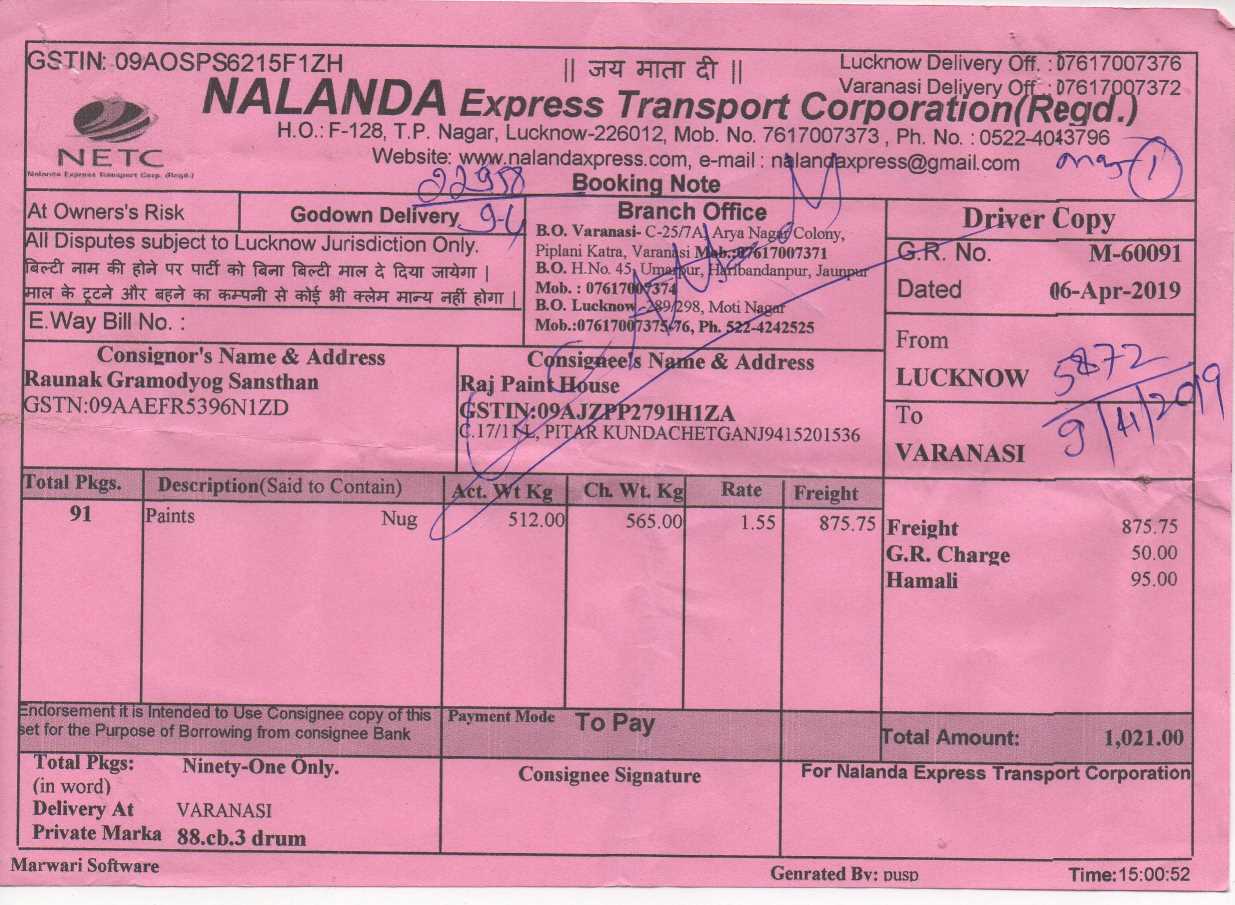 GSTIN: 09AOSPS6215F1ZH
|| जय माता दी ||
Lucknow Delivery Off. : 07617007376
Varanasi Delivery Off. : 07617007372
NETC
Nalanda Express Transport Corp. (Regd.)
NALANDA Express Transport Corporation(Regd.)
H.O.: F-128, T.P. Nagar, Lucknow-226012, Mob. No. 7617007373 , Ph. No. : 0522-4043796
Website: www.nalandaxpress.com, e-mail : nalandaxpress@gmail.com
22958
1
Booking Note
At Owners's Risk
Godown Delivery
All Disputes subject to Lucknow Jurisdiction Only.
बिल्टी नाम की होने पर पार्टी को बिना बिल्टी माल दे दिया जायेगा |
माल के टूटने और बहने का कम्पनी से कोई भी क्लेम मान्य नहीं होगा |
E.Way Bill No. :
Branch Office
B.O. Varanasi- C-25/7A, Arya Nagar Colony,
Piplani Katra, Varanasi Mob.:07617007371
B.O. H.No. 45, Umarpur, Haribandanpur, Jaunpur
Mob. : 07617007374
B.O. Lucknow -289/298, Moti Nagar
Mob.:07617007375-76, Ph. 522-4242525
Driver Copy
G.R. No. M-60091
Dated 06-Apr-2019
From
LUCKNOW
To
VARANASI
5872
9/4/2019
Consignor's Name & Address
Raunak Gramodyog Sansthan
GSTN:09AAEFR5396N1ZD
Consignee's Name & Address
Raj Paint House
GSTIN:09AJZPP2791H1ZA
PITAR KUNDACHETGANJ9415201536
Total Pkgs. Description(Said to Contain) Act. Wt Kg Ch. Wt. Kg Rate Freight
91 Paints Nug 512.00 565.00 1.55 875.75
Freight 875.75
G.R. Charge 50.00
Hamali 95.00
Endorsement it is Intended to Use Consignee copy of this
set for the Purpose of Borrowing from consignee Bank
Payment Mode To Pay
Total Amount: 1,021.00
Total Pkgs: Ninety-One Only.
(in word)
Delivery At VARANASI
Private Marka 88.cb.3 drum
Consignee Signature
For Nalanda Express Transport Corporation
Marwari Software
Genrated By: pusp
Time:15:00:52